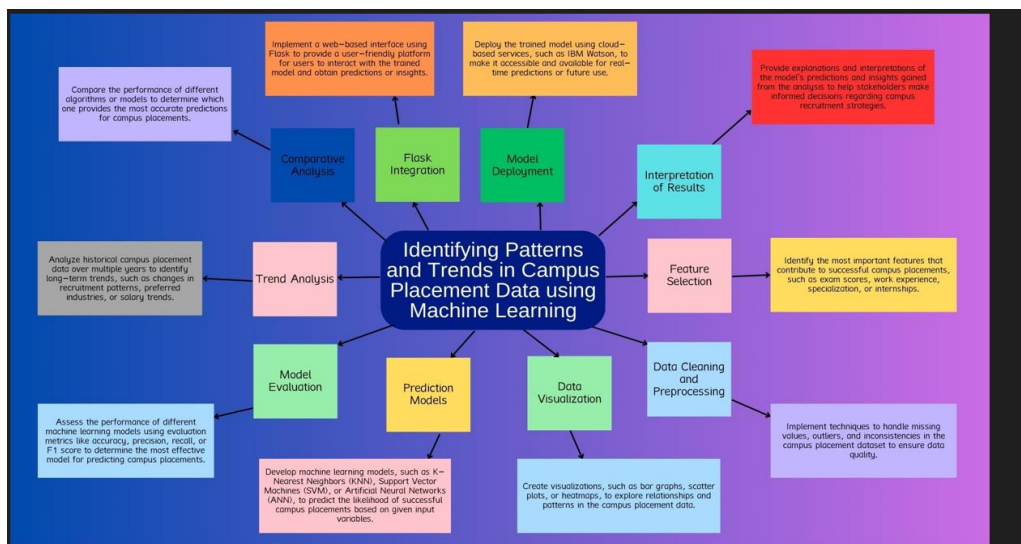 Implement a web-based interface using
Flask to provide a user-friendly platform
for users to interact with the trained
model and obtain predictions or insights.
Deploy the trained model using cloud-
based services, such as IBM Watson, to
make it accessible and available for real-
time predictions or future use.
Provide explanations and interpretations of
the model's predictions and insights gained
from the analysis to help stakeholders make
informed decisions regarding campus
recruitment strategies.
Compare the performance of different
algorithms or models to determine which
one provides the most accurate predictions
for campus placements.
Comparative
Analysis
Flask
Integration
Model
Deployment
Interpretation
of Results
Identifying Patterns
and Trends in Campus
Placement Data using
Machine Learning
Analyze historical campus placement
data over multiple years to identify
long-term trends, such as changes in
recruitment patterns, preferred
industries, or salary trends.
Trend Analysis
Feature
Selection
Identify the most important features that
contribute to successful campus placements,
such as exam scores, work experience,
specialization, or internships.
Model
Evaluation
Prediction
Models
Data
Visualization
Data Cleaning
and
Preprocessing
Assess the performance of different
machine learning models using evaluation
metrics like accuracy, precision, recall, or
F1 score to determine the most effective
model for predicting campus placements.
Develop machine learning models, such as K-
Nearest Neighbors (KNN), Support Vector
Machines (SVM), or Artificial Neural Networks
(ANN), to predict the likelihood of successful
campus placements based on given input
variables.
Create visualizations, such as bar graphs, scatter
plots, or heatmaps, to explore relationships and
patterns in the campus placement data.
Implement techniques to handle missing
values, outliers, and inconsistencies in the
campus placement dataset to ensure data
quality.